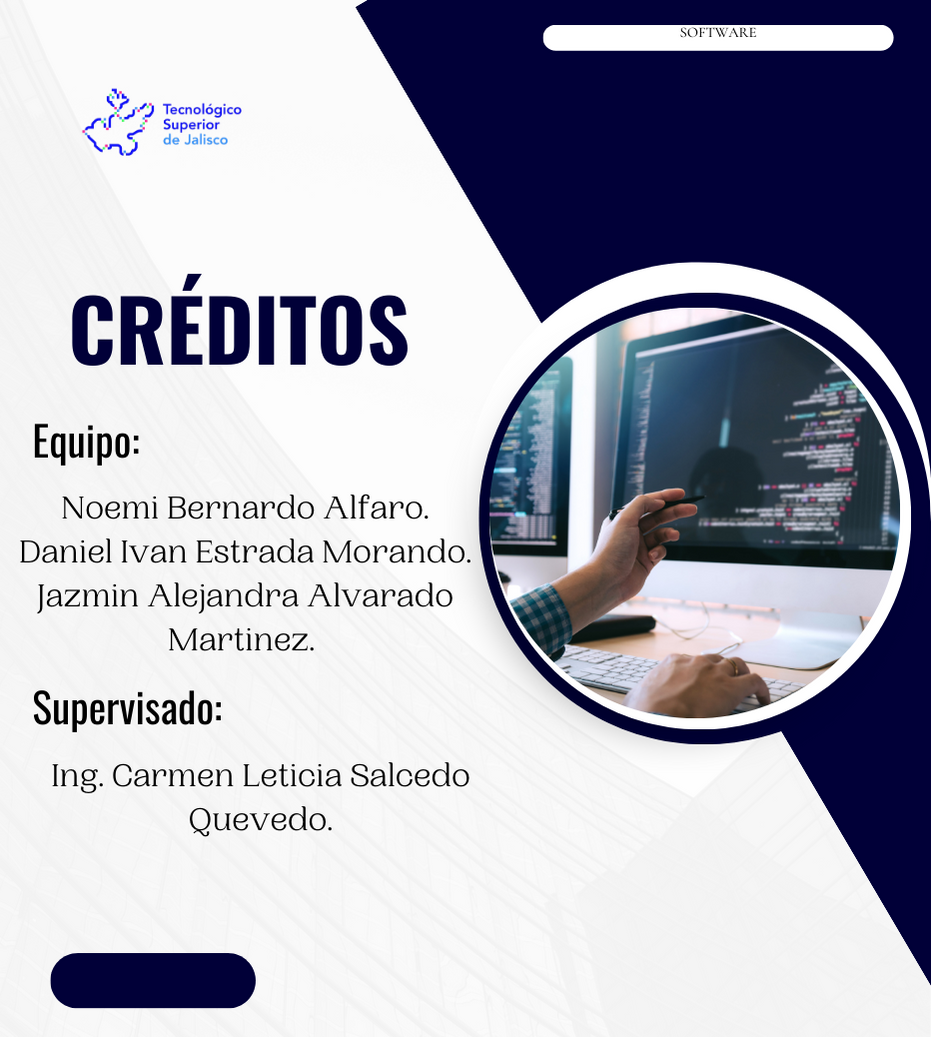 SOFTWARE
Tecnológico
Superior
de Jalisco
CRÉDITOS
Equipo:
Noemi Bernardo Alfaro.
Daniel Ivan Estrada Morando.
Jazmin Alejandra Alvarado
Martinez.
Supervisado:
Ing. Carmen Leticia Salcedo
Quevedo.